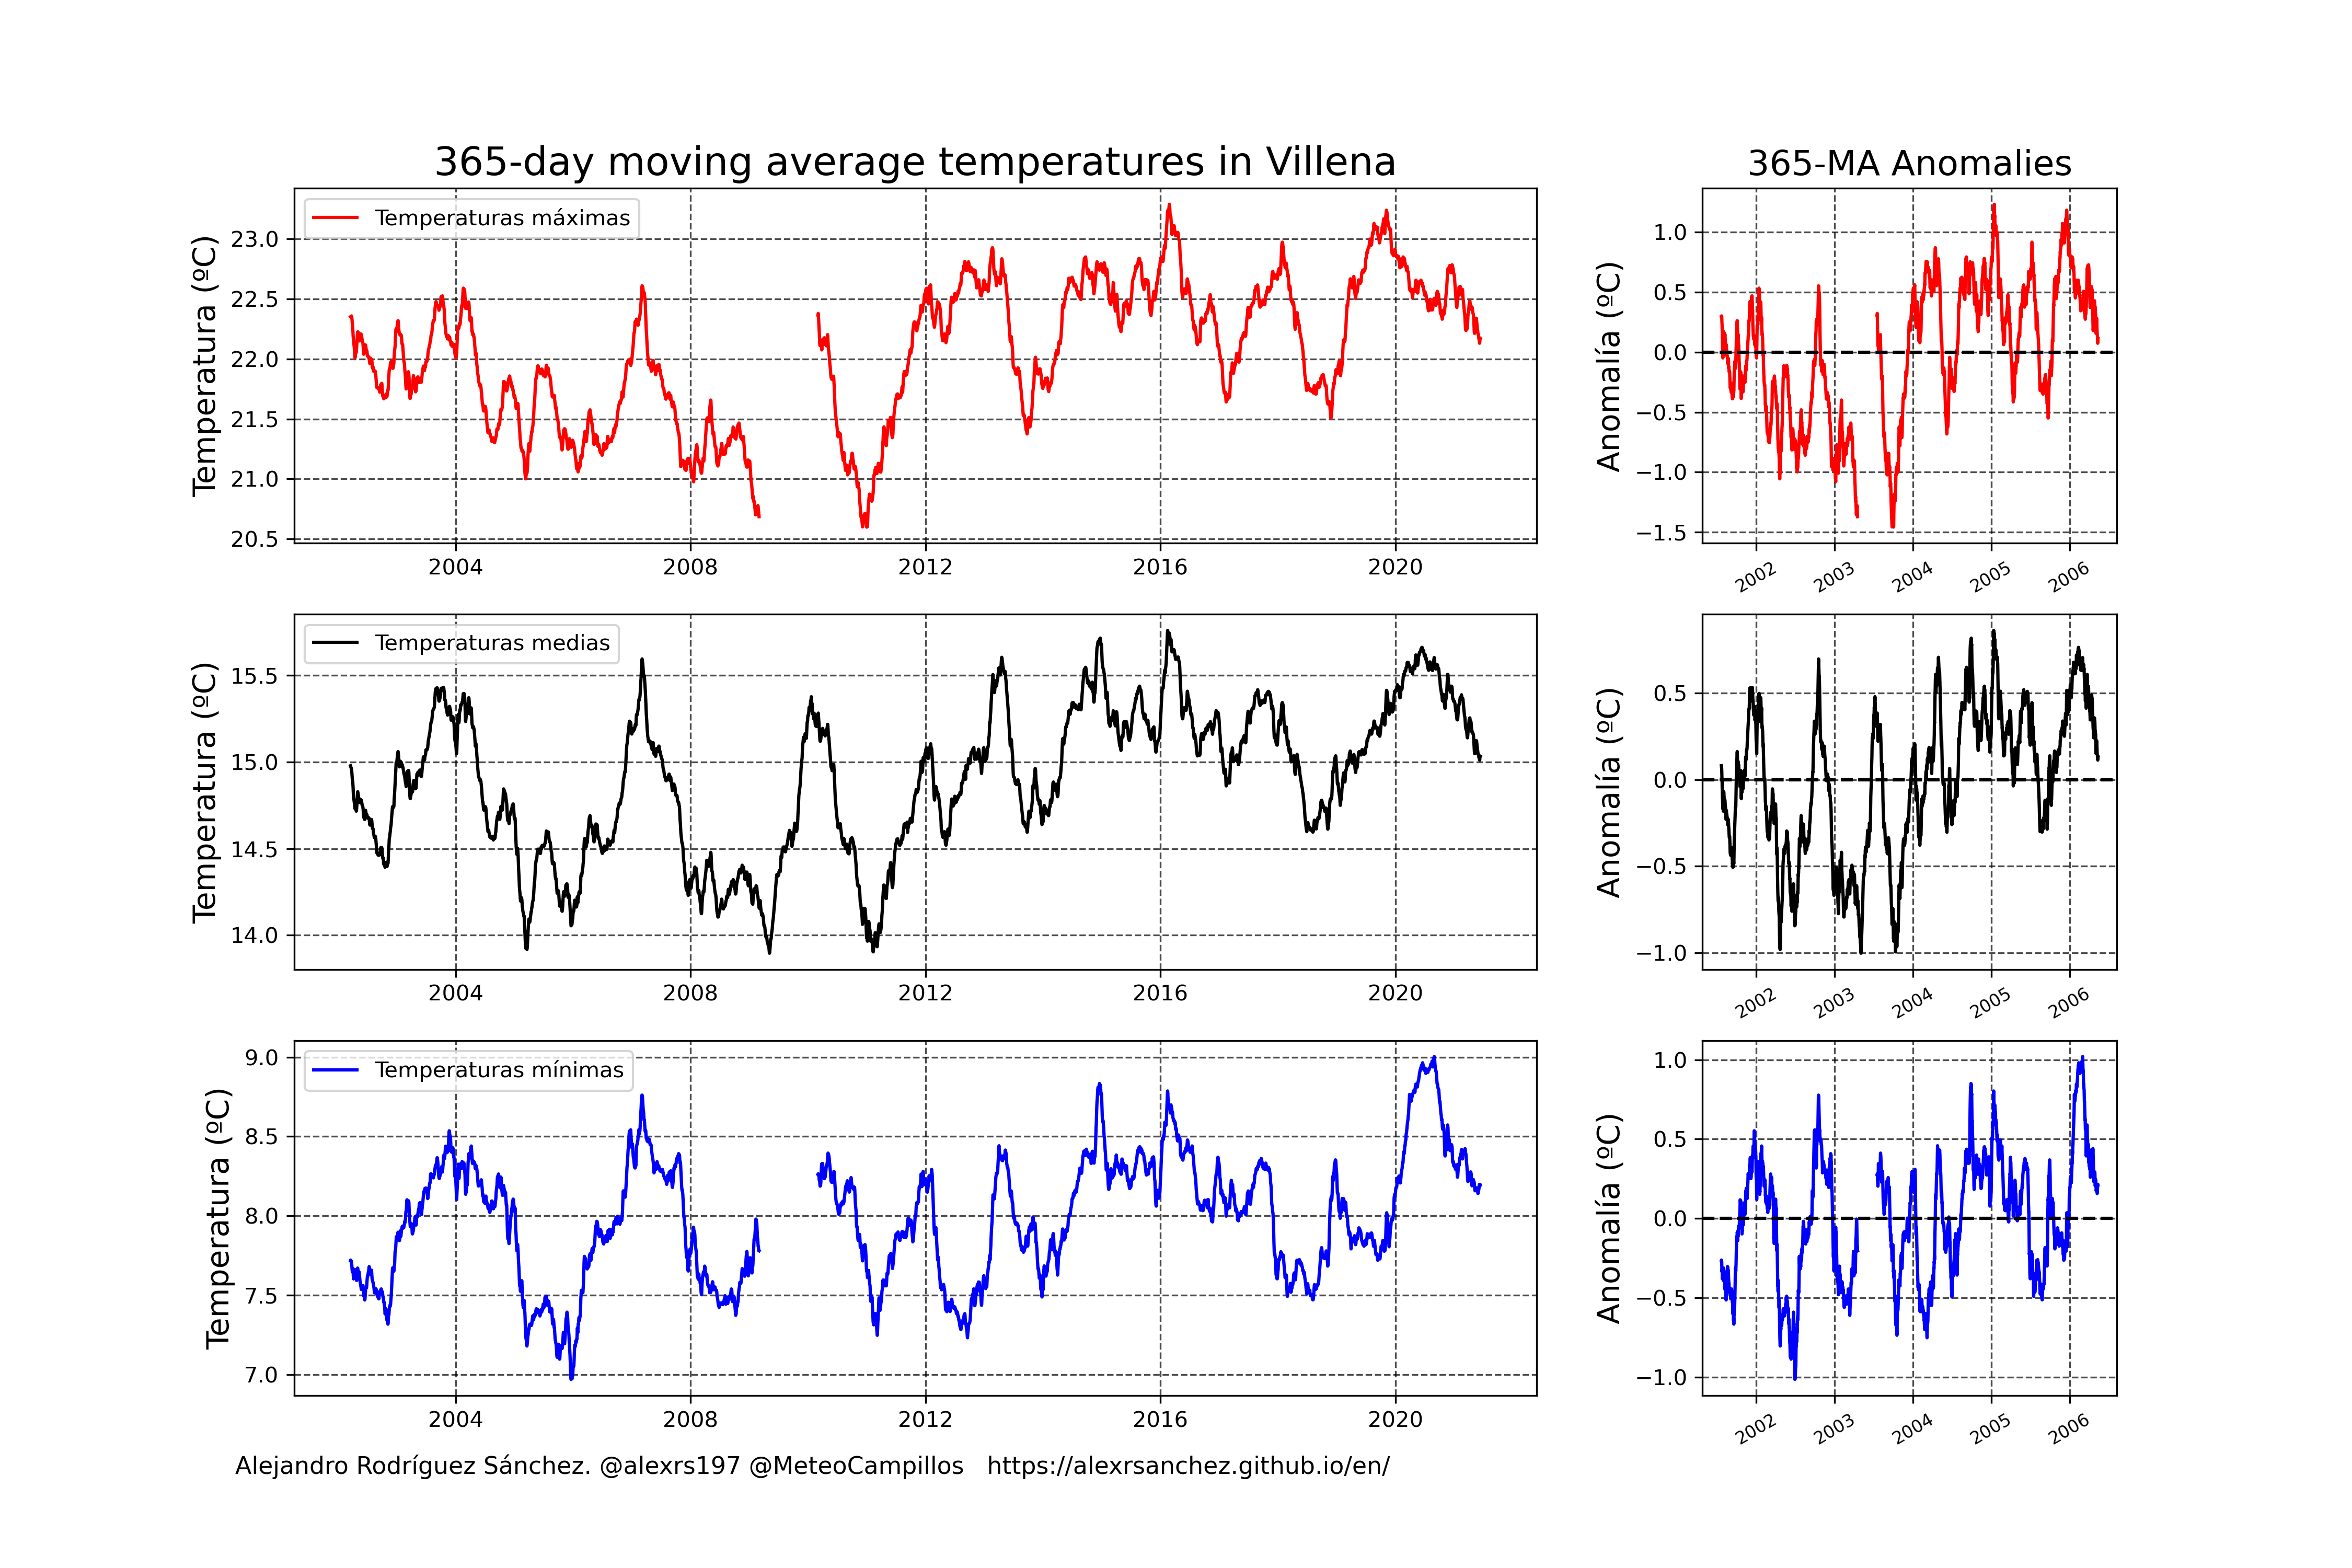 365-day moving average temperatures in Villena
365-MA Anomalies
Temperaturas máximas
Temperatura (ºC)
23.0
22.5
22.0
21.5
21.0
20.5
2004 2008 2012 2016 2020
Anomalía (ºC)
1.0
0.5
0.0
−0.5
−1.0
−1.5
2002 2003 2004 2005 2006
Temperaturas medias
Temperatura (ºC)
15.5
15.0
14.5
14.0
2004 2008 2012 2016 2020
Anomalía (ºC)
0.5
0.0
−0.5
−1.0
2002 2003 2004 2005 2006
Temperaturas mínimas
Temperatura (ºC)
9.0
8.5
8.0
7.5
7.0
2004 2008 2012 2016 2020
Anomalía (ºC)
1.0
0.5
0.0
−0.5
−1.0
2002 2003 2004 2005 2006
Alejandro Rodríguez Sánchez. @alexrs197 @MeteoCampillos https://alexrsanchez.github.io/en/